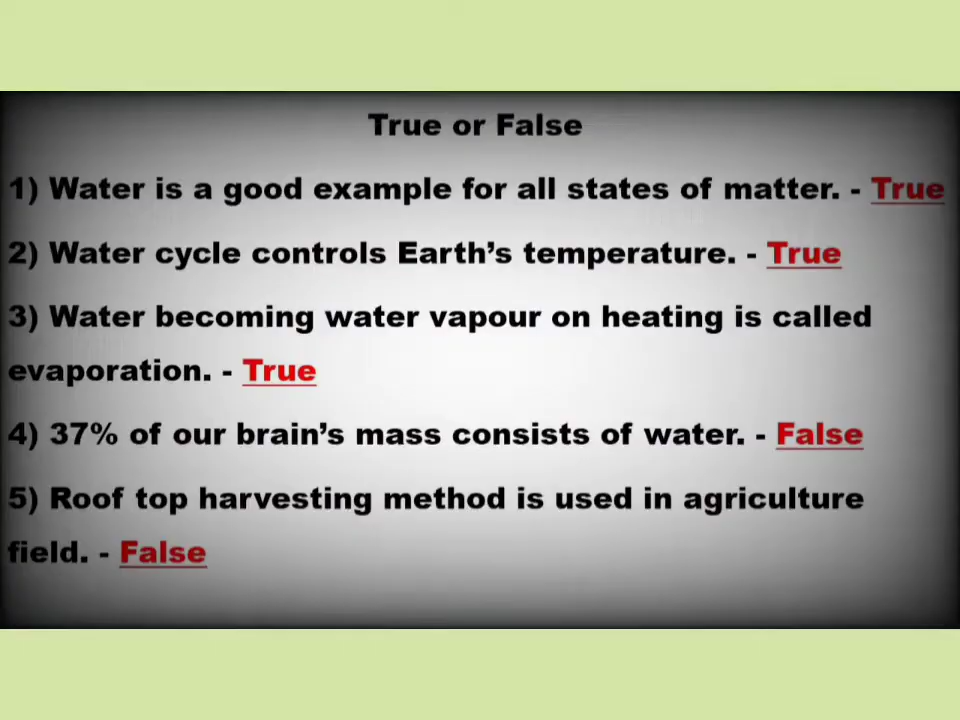 True or False
1) Water is a good example for all states of matter. - True
2) Water cycle controls Earth’s temperature. - True
3) Water becoming water vapour on heating is called
evaporation. - True
4) 37% of our brain’s mass consists of water. - False
5) Roof top harvesting method is used in agriculture
field. - False